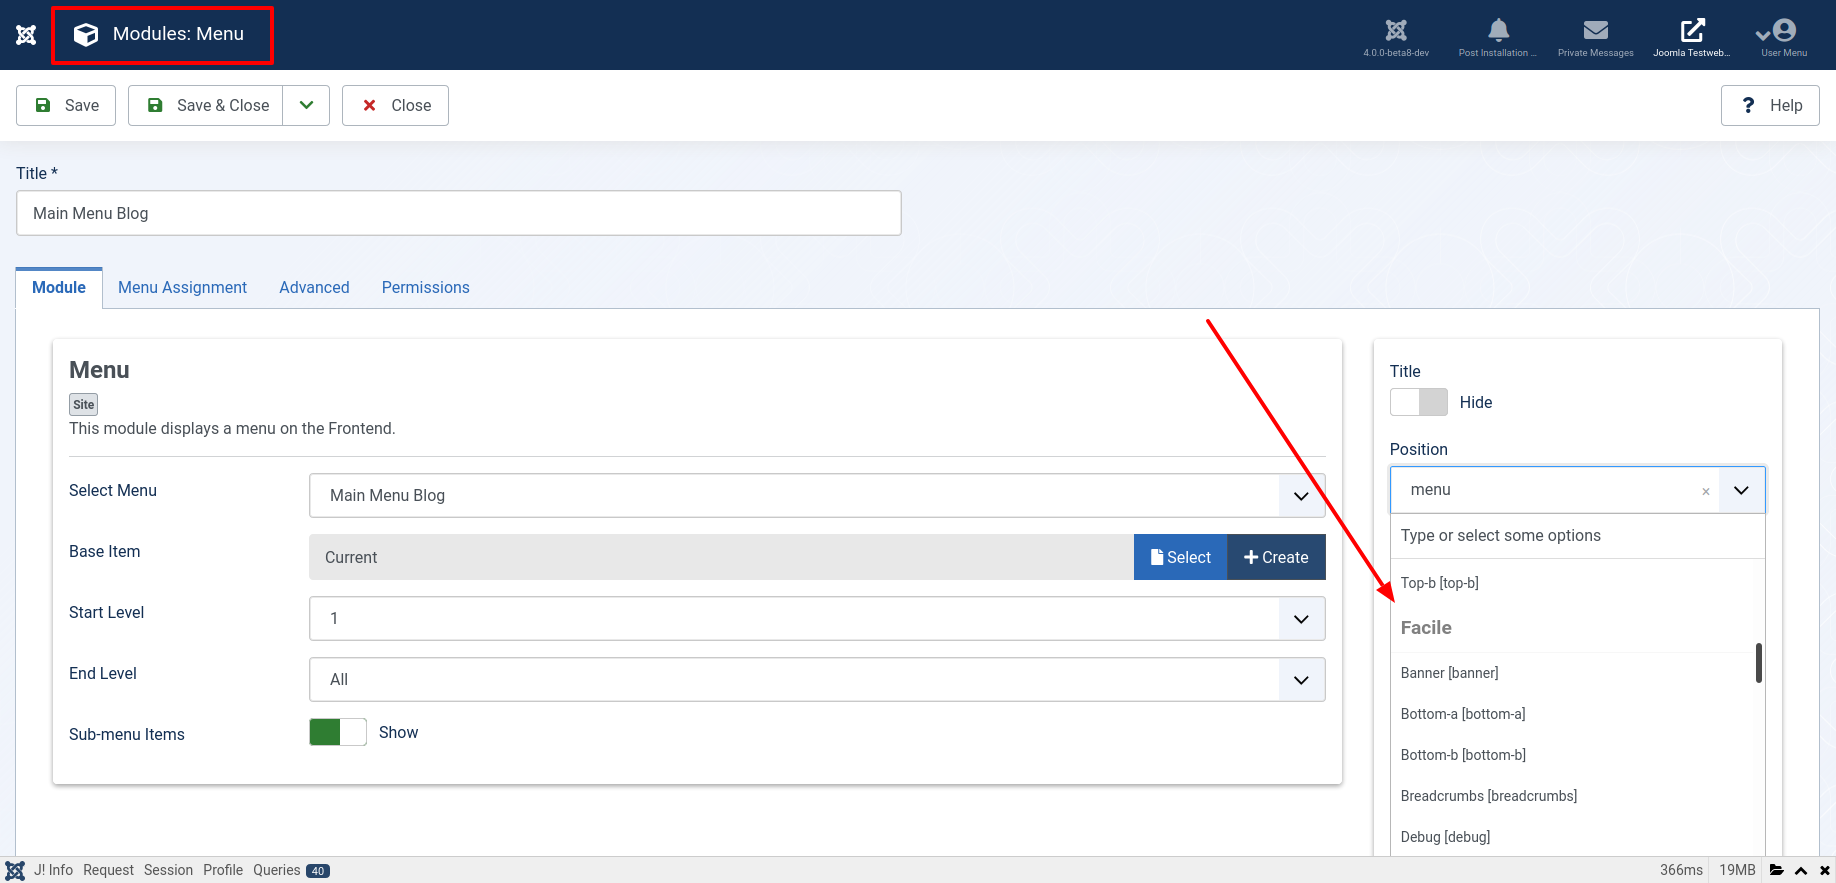 Modules: Menu
4.0.0-beta8-dev
Post Installation ...
Private Messages
Joomla Testweb...
User Menu
Save
Save & Close
Close
? Help
Title *
Main Menu Blog
Module
Menu Assignment
Advanced
Permissions
Menu
Site
This module displays a menu on the Frontend.
Select Menu
Main Menu Blog
Base Item
Current
Select
Create
Start Level
1
End Level
All
Sub-menu Items
Show
Title
Hide
Position
menu
Type or select some options
Top-b [top-b]
Facile
Banner [banner]
Bottom-a [bottom-a]
Bottom-b [bottom-b]
Breadcrumbs [breadcrumbs]
Debug [debug]
J! Info Request Session Profile Queries 40
366ms 19MB